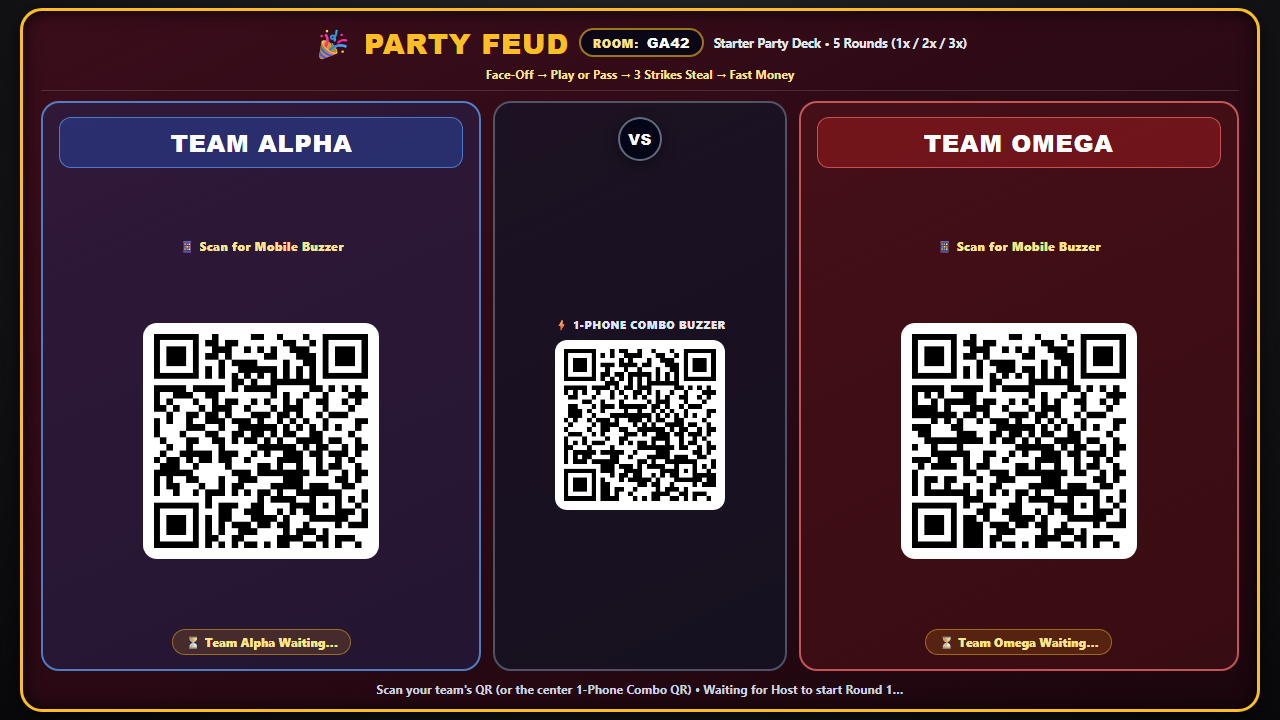 PARTY FEUD ROOM: GA42 Starter Party Deck • 5 Rounds (1x / 2x / 3x)
Face-Off → Play or Pass → 3 Strikes Steal → Fast Money
TEAM ALPHA
Scan for Mobile Buzzer
Team Alpha Waiting...
VS
1-PHONE COMBO BUZZER
TEAM OMEGA
Scan for Mobile Buzzer
Team Omega Waiting...
Scan your team's QR (or the center 1-Phone Combo QR) • Waiting for Host to start Round 1...